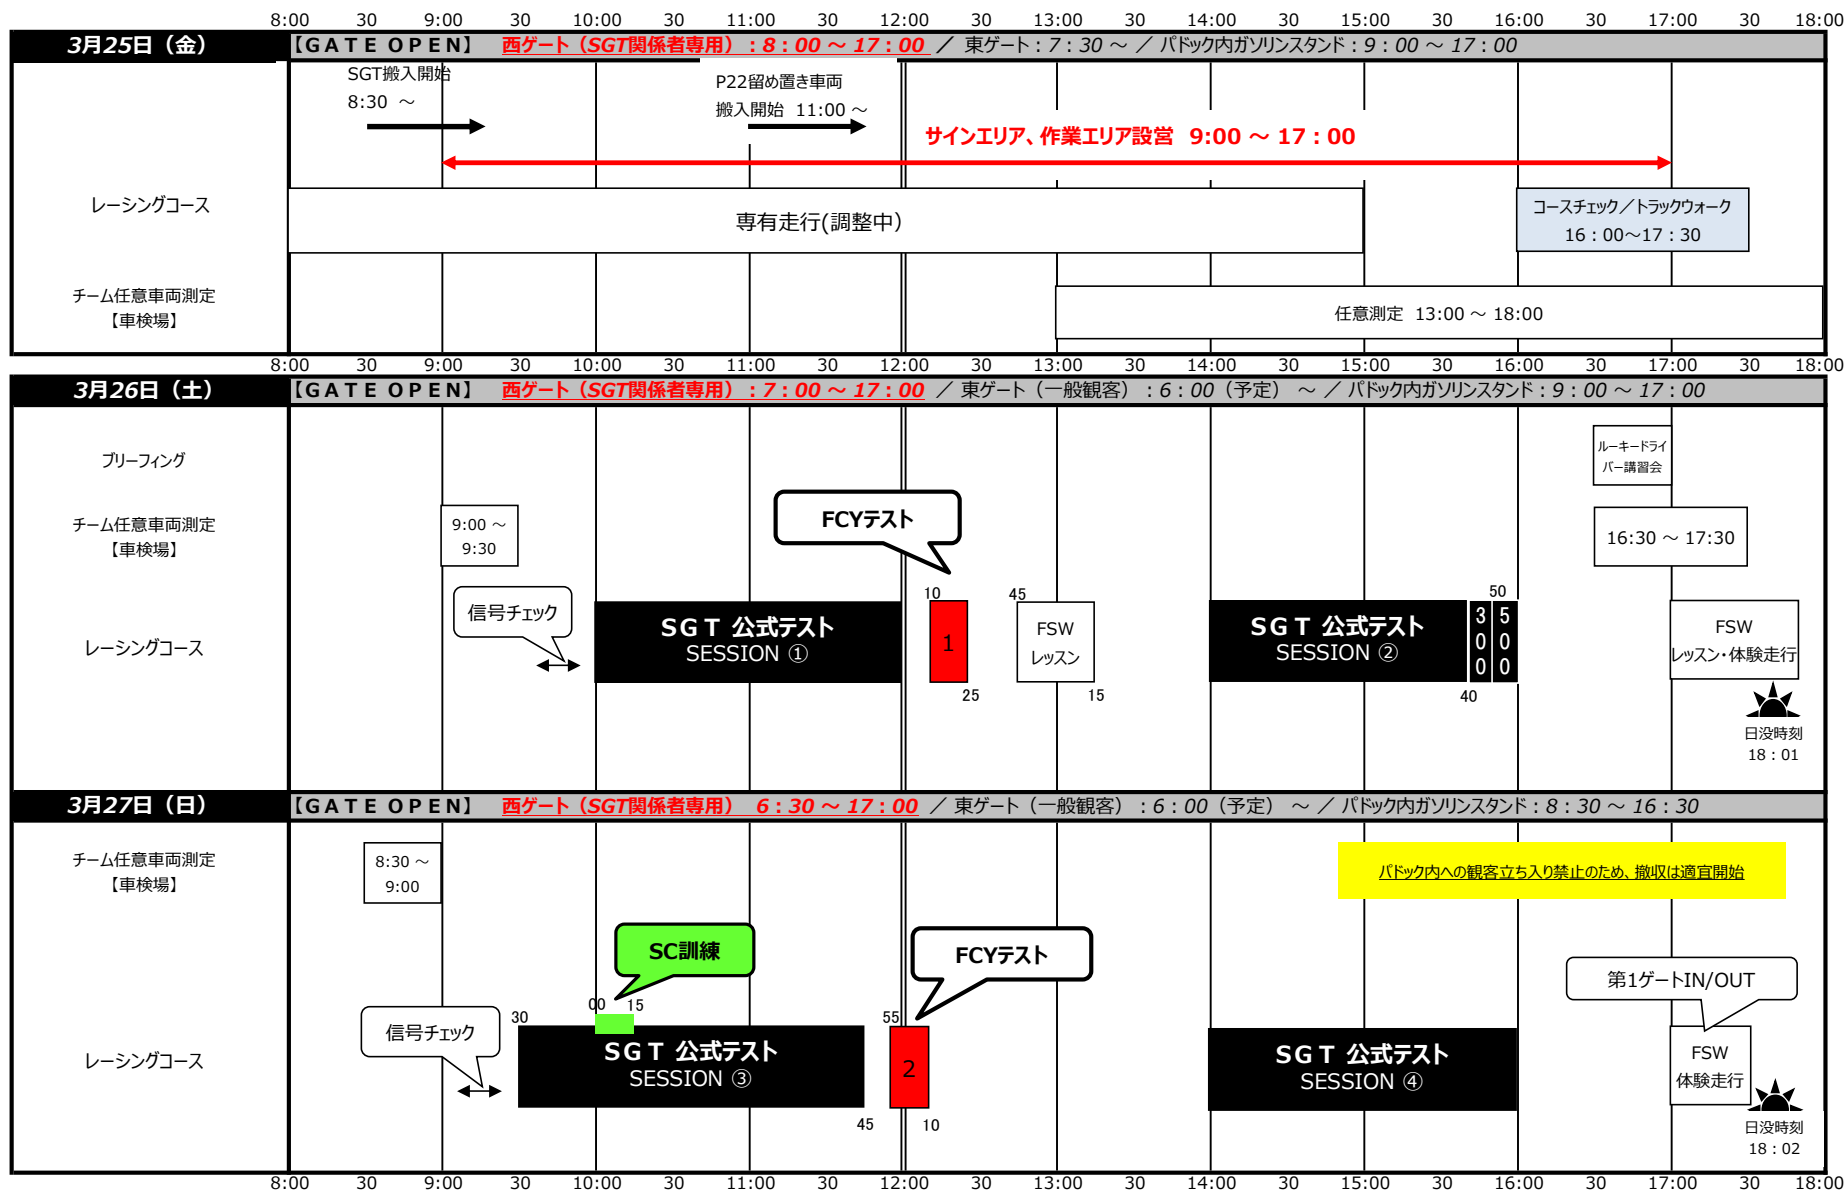 8:00 30 9:00 30 10:00 30 11:00 30 12:00 30 13:00 30 14:00 30 15:00 30 16:00 30 17:00 30 18:00
3月25日（金） 【GATE OPEN】 西ゲート（SGT関係者専用）：8：00 ～ 17：00 ／ 東ゲート：7：30 ～ ／ パドック内ガソリンスタンド：9：00 ～ 17：00
SGT搬入開始
8:30 ～
P22留め置き車両
搬入開始 11:00 ～
サインエリア、作業エリア設営 9:00 ～ 17：00
レーシングコース
専有走行(調整中）
コースチェック／トラックウォーク
16：00～17：30
チーム任意車両測定
【車検場】
任意測定 13:00 ～ 18:00
8:00 30 9:00 30 10:00 30 11:00 30 12:00 30 13:00 30 14:00 30 15:00 30 16:00 30 17:00 30 18:00
3月26日（土） 【GATE OPEN】 西ゲート（SGT関係者専用）：7：00 ～ 17：00 ／ 東ゲート（一般観客）：6：00（予定） ～ ／ パドック内ガソリンスタンド：9：00 ～ 17：00
ブリーフィング
ルーキードライ
バー講習会
チーム任意車両測定
【車検場】
9:00 ～
9:30
FCYテスト
16:30 ～ 17:30
レーシングコース
信号チェック
SGT 公式テスト
SESSION ①
10
1
25
45
FSW
レッスン
15
SGT 公式テスト
SESSION ②
40
3
0
0
50
5
0
0
FSW
レッスン・体験走行
日没時刻
18：01
3月27日（日） 【GATE OPEN】 西ゲート（SGT関係者専用） 6：30 ～ 17：00 ／ 東ゲート（一般観客）：6：00（予定） ～ ／ パドック内ガソリンスタンド：8：30 ～ 16：30
チーム任意車両測定
【車検場】
8:30 ～
9:00
パドック内への観客立ち入り禁止のため、撤収は適宜開始
SC訓練
FCYテスト
第1ゲートIN/OUT
レーシングコース
信号チェック
30
00 15
SGT 公式テスト
SESSION ③
45
55
2
10
SGT 公式テスト
SESSION ④
FSW
体験走行
日没時刻
18：02
8:00 30 9:00 30 10:00 30 11:00 30 12:00 30 13:00 30 14:00 30 15:00 30 16:00 30 17:00 30 18:00